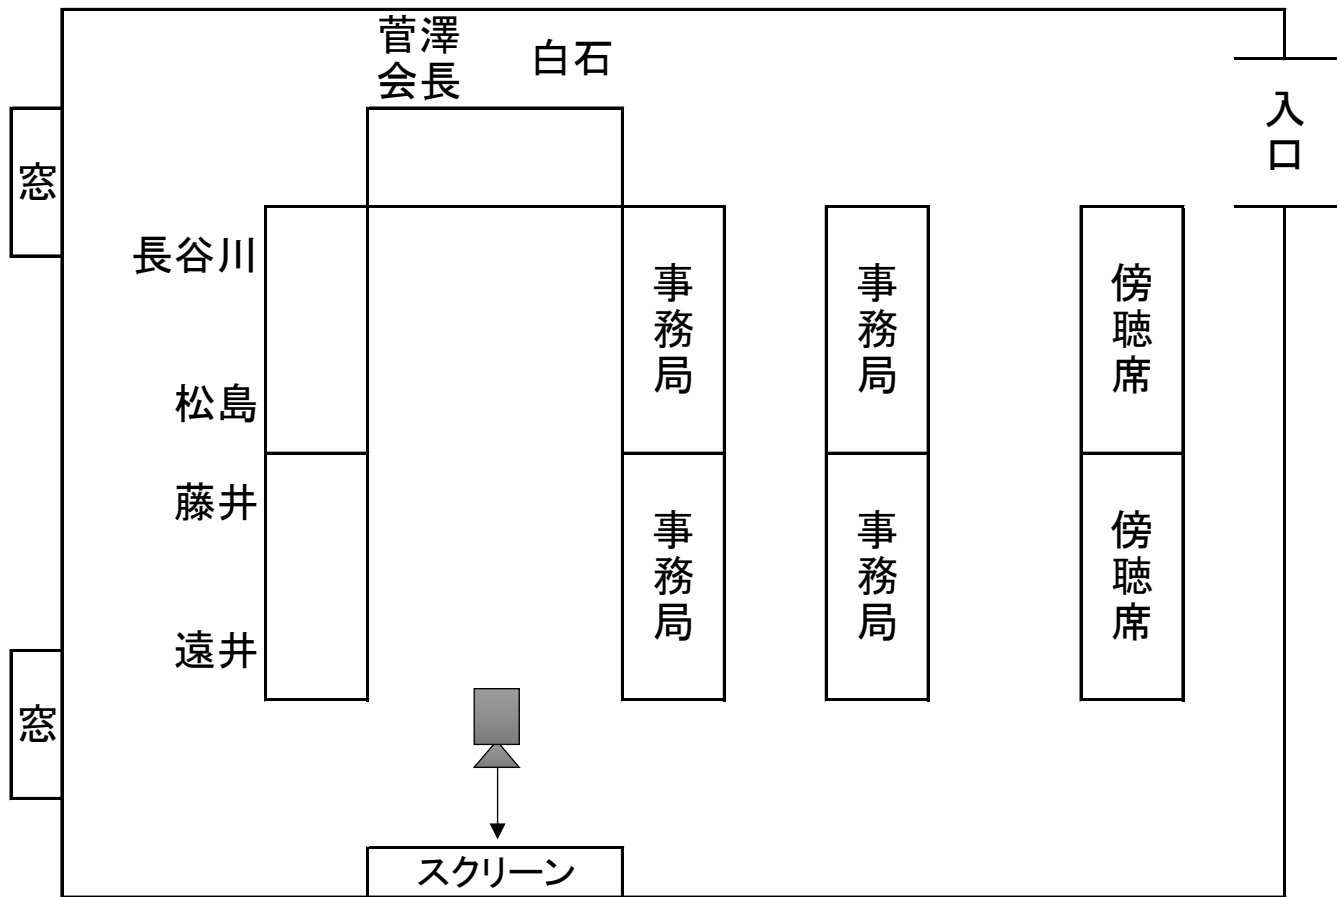 菅澤
会長
白石
入口
窓
長谷川
松島
藤井
遠井
事務局
事務局
傍聴席
事務局
事務局
傍聴席
窓
スクリーン